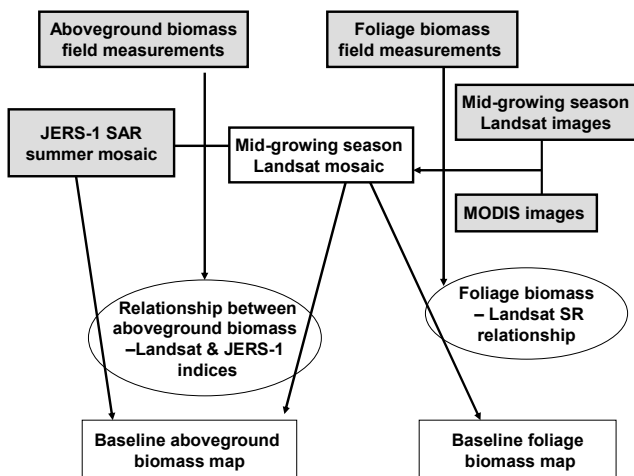 Aboveground biomass
field measurements
Foliage biomass
field measurements
Mid-growing season
Landsat images
JERS-1 SAR
summer mosaic
Mid-growing season
Landsat mosaic
MODIS images
Relationship between
aboveground biomass
–Landsat & JERS-1
indices
Foliage biomass
– Landsat SR
relationship
Baseline aboveground
biomass map
Baseline foliage
biomass map